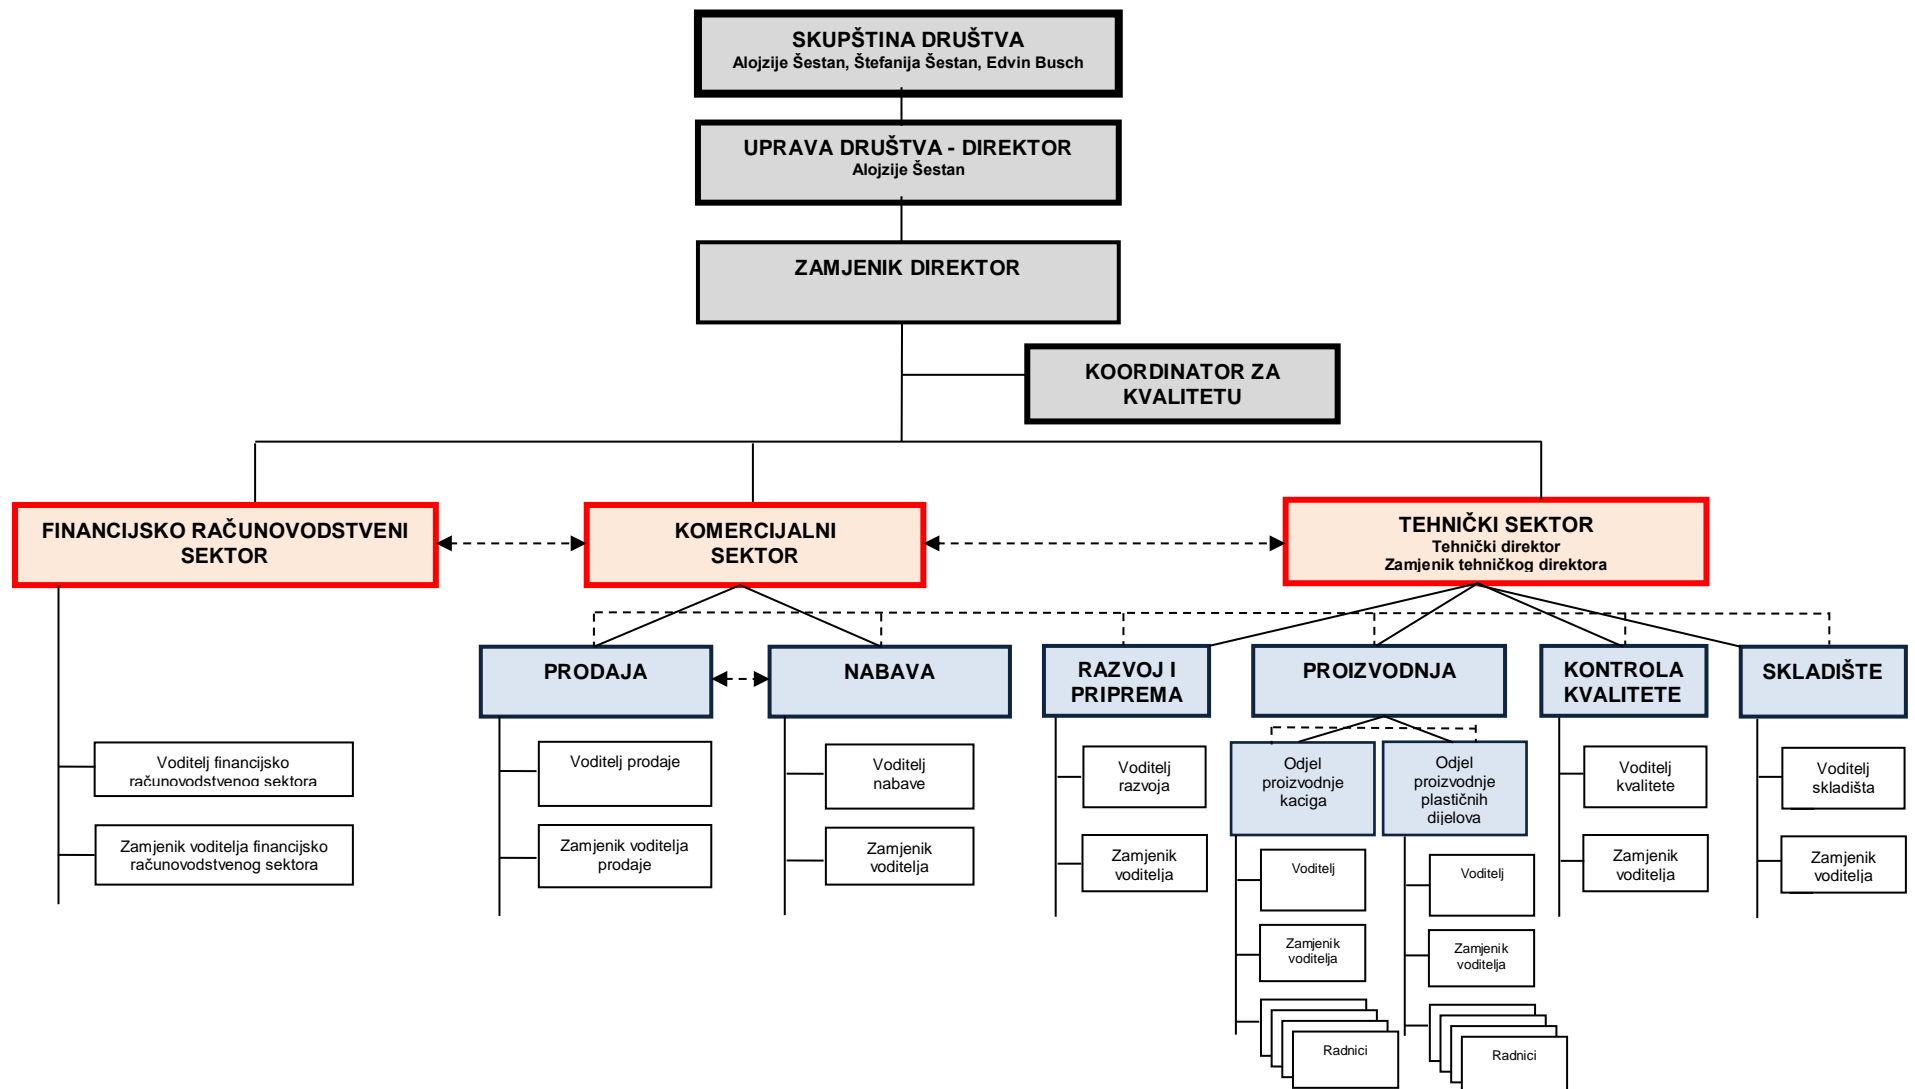 SKUPŠTINA DRUŠTVA
Alojzije Šestan, Štefanija Šestan, Edvin Busch
UPRAVA DRUŠTVA - DIREKTOR
Alojzije Šestan
ZAMJENIK DIREKTOR
KOORDINATOR ZA
KVALITETU
FINANCIJSKO RAČUNOVODSTVENI
SEKTOR
KOMERCIJALNI
SEKTOR
TEHNIČKI SEKTOR
Tehnički direktor
Zamjenik tehničkog direktora
PRODAJA
NABAVA
RAZVOJ I
PRIPREMA
PROIZVODNJA
KONTROLA
KVALITETE
SKLADIŠTE
Voditelj financijsko
računovodstvenog sektora
Zamjenik voditelja financijsko
računovodstvenog sektora
Voditelj prodaje
Zamjenik voditelja
prodaje
Voditelj
nabave
Zamjenik
voditelja
Voditelj
razvoja
Zamjenik
voditelja
Odjel
proizvodnje
kaciga
Voditelj
Zamjenik
voditelja
Radnici
Odjel
proizvodnje
plastičnih
dijelova
Voditelj
Zamjenik
voditelja
Radnici
Voditelj
kvalitete
Zamjenik
voditelja
Voditelj
skladišta
Zamjenik
voditelja